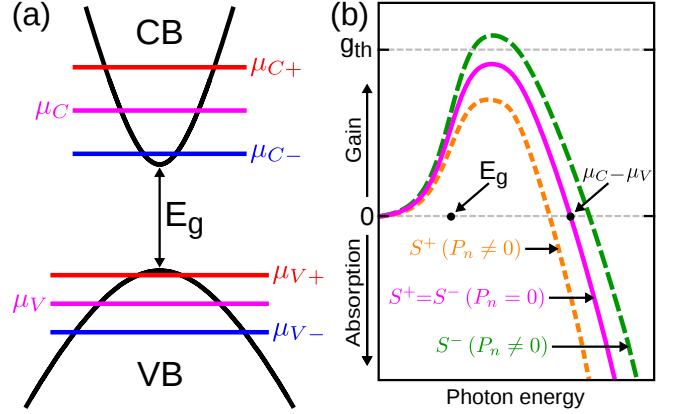 (a)
CB
μC+
μC
μC−
Eg
μV+
μV
μV−
VB
(b)
gth
Gain
0
Absorption
Eg
μC−μV
S+ (Pn ≠ 0)
S+=S− (Pn = 0)
S− (Pn ≠ 0)
Photon energy